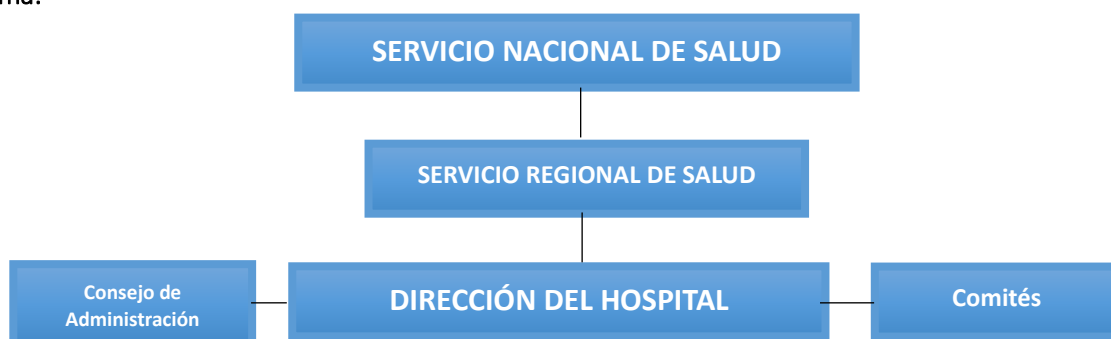 SERVICIO NACIONAL DE SALUD
SERVICIO REGIONAL DE SALUD
Consejo de
Administración
DIRECCIÓN DEL HOSPITAL
Comités